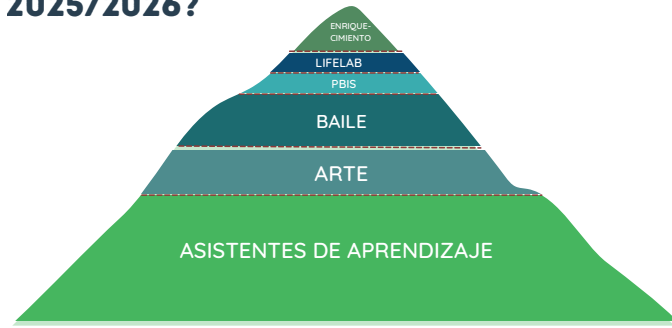 2025/2026?
ENRIQUE-
CIMIENTO
LIFELAB
PBIS
BAILE
ARTE
ASISTENTES DE APRENDIZAJE